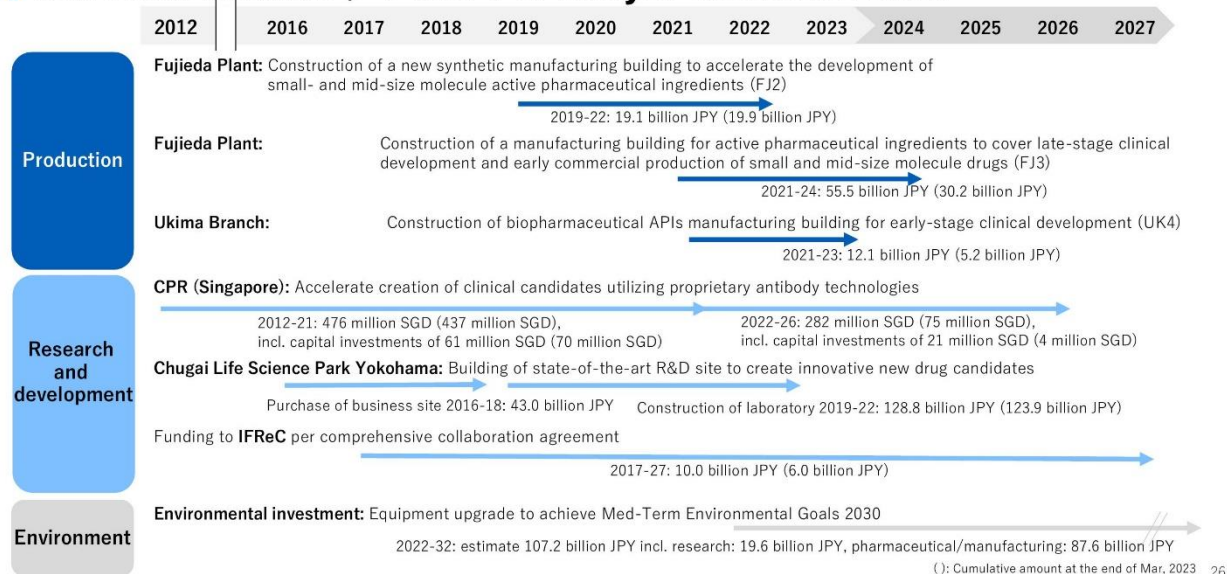 2012 2016 2017 2018 2019 2020 2021 2022 2023 2024 2025 2026 2027
Production
Fujieda Plant: Construction of a new synthetic manufacturing building to accelerate the development of
small- and mid-size molecule active pharmaceutical ingredients (FJ2)
2019-22: 19.1 billion JPY (19.9 billion JPY)
Fujieda Plant: Construction of a manufacturing building for active pharmaceutical ingredients to cover late-stage clinical
development and early commercial production of small and mid-size molecule drugs (FJ3)
2021-24: 55.5 billion JPY (30.2 billion JPY)
Ukima Branch: Construction of biopharmaceutical APIs manufacturing building for early-stage clinical development (UK4)
2021-23: 12.1 billion JPY (5.2 billion JPY)
Research
and
development
CPR (Singapore): Accelerate creation of clinical candidates utilizing proprietary antibody technologies
2012-21: 476 million SGD (437 million SGD),
incl. capital investments of 61 million SGD (70 million SGD)
2022-26: 282 million SGD (75 million SGD),
incl. capital investments of 21 million SGD (4 million SGD)
Chugai Life Science Park Yokohama: Building of state-of-the-art R&D site to create innovative new drug candidates
Purchase of business site 2016-18: 43.0 billion JPY
Construction of laboratory 2019-22: 128.8 billion JPY (123.9 billion JPY)
Funding to IFReC per comprehensive collaboration agreement
2017-27: 10.0 billion JPY (6.0 billion JPY)
Environment
Environmental investment: Equipment upgrade to achieve Med-Term Environmental Goals 2030
2022-32: estimate 107.2 billion JPY incl. research: 19.6 billion JPY, pharmaceutical/manufacturing: 87.6 billion JPY
( ): Cumulative amount at the end of Mar, 2023 26